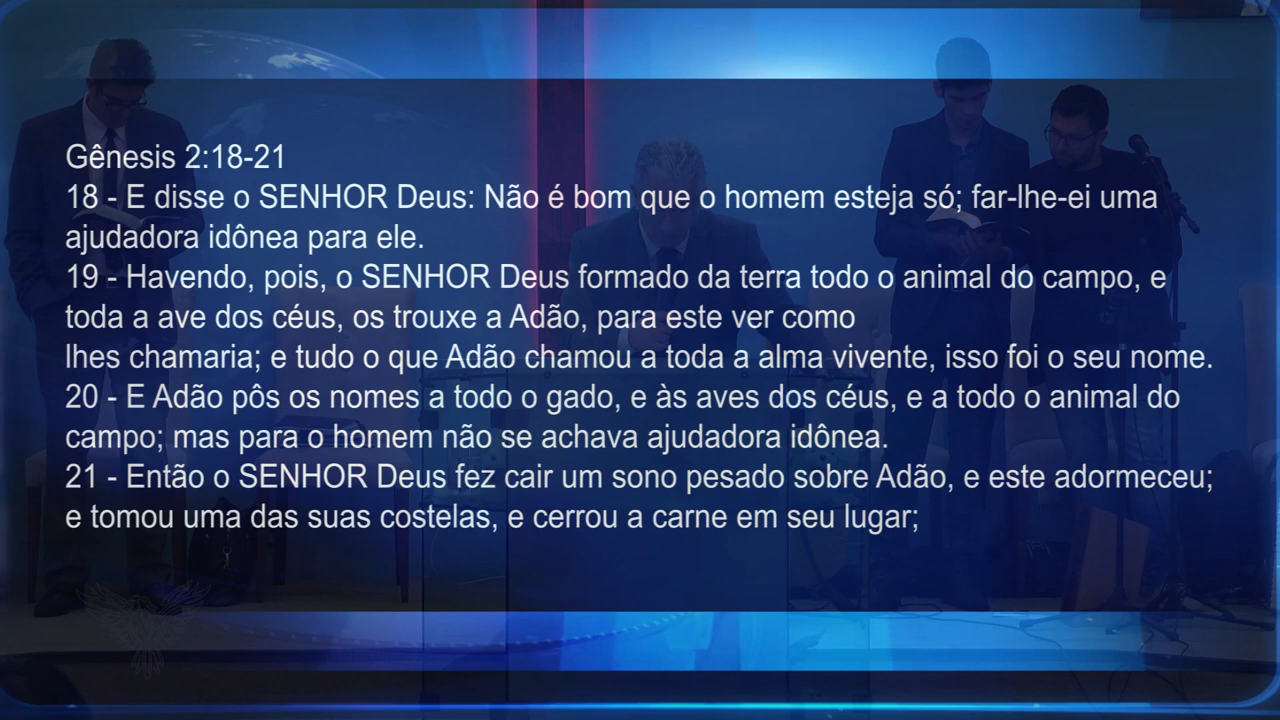 Gênesis 2:18-21
18 - E disse o SENHOR Deus: Não é bom que o homem esteja só; far-lhe-ei uma
ajudadora idônea para ele.
19 - Havendo, pois, o SENHOR Deus formado da terra todo o animal do campo, e
toda a ave dos céus, os trouxe a Adão, para este ver como
lhes chamaria; e tudo o que Adão chamou a toda a alma vivente, isso foi o seu nome.
20 - E Adão pôs os nomes a todo o gado, e às aves dos céus, e a todo o animal do
campo; mas para o homem não se achava ajudadora idônea.
21 - Então o SENHOR Deus fez cair um sono pesado sobre Adão, e este adormeceu;
e tomou uma das suas costelas, e cerrou a carne em seu lugar;